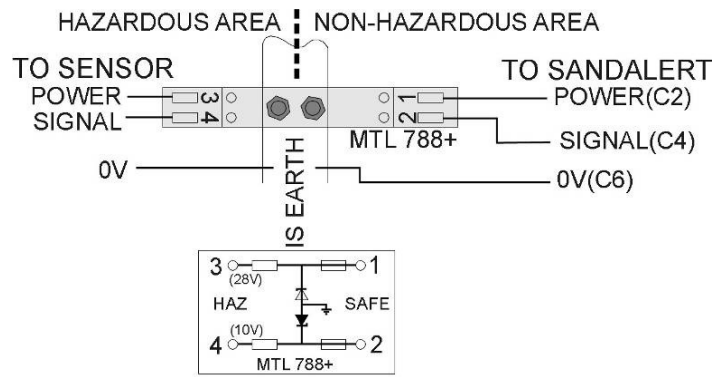 HAZARDOUS AREA NON-HAZARDOUS AREA
TO SENSOR TO SANDALERT
POWER 3 1 POWER(C2)
SIGNAL 4 2 SIGNAL(C4)
MTL 788+
0V 0V(C6)
IS EARTH
3 (28V) 1
HAZ SAFE
4 (10V) 2
MTL 788+